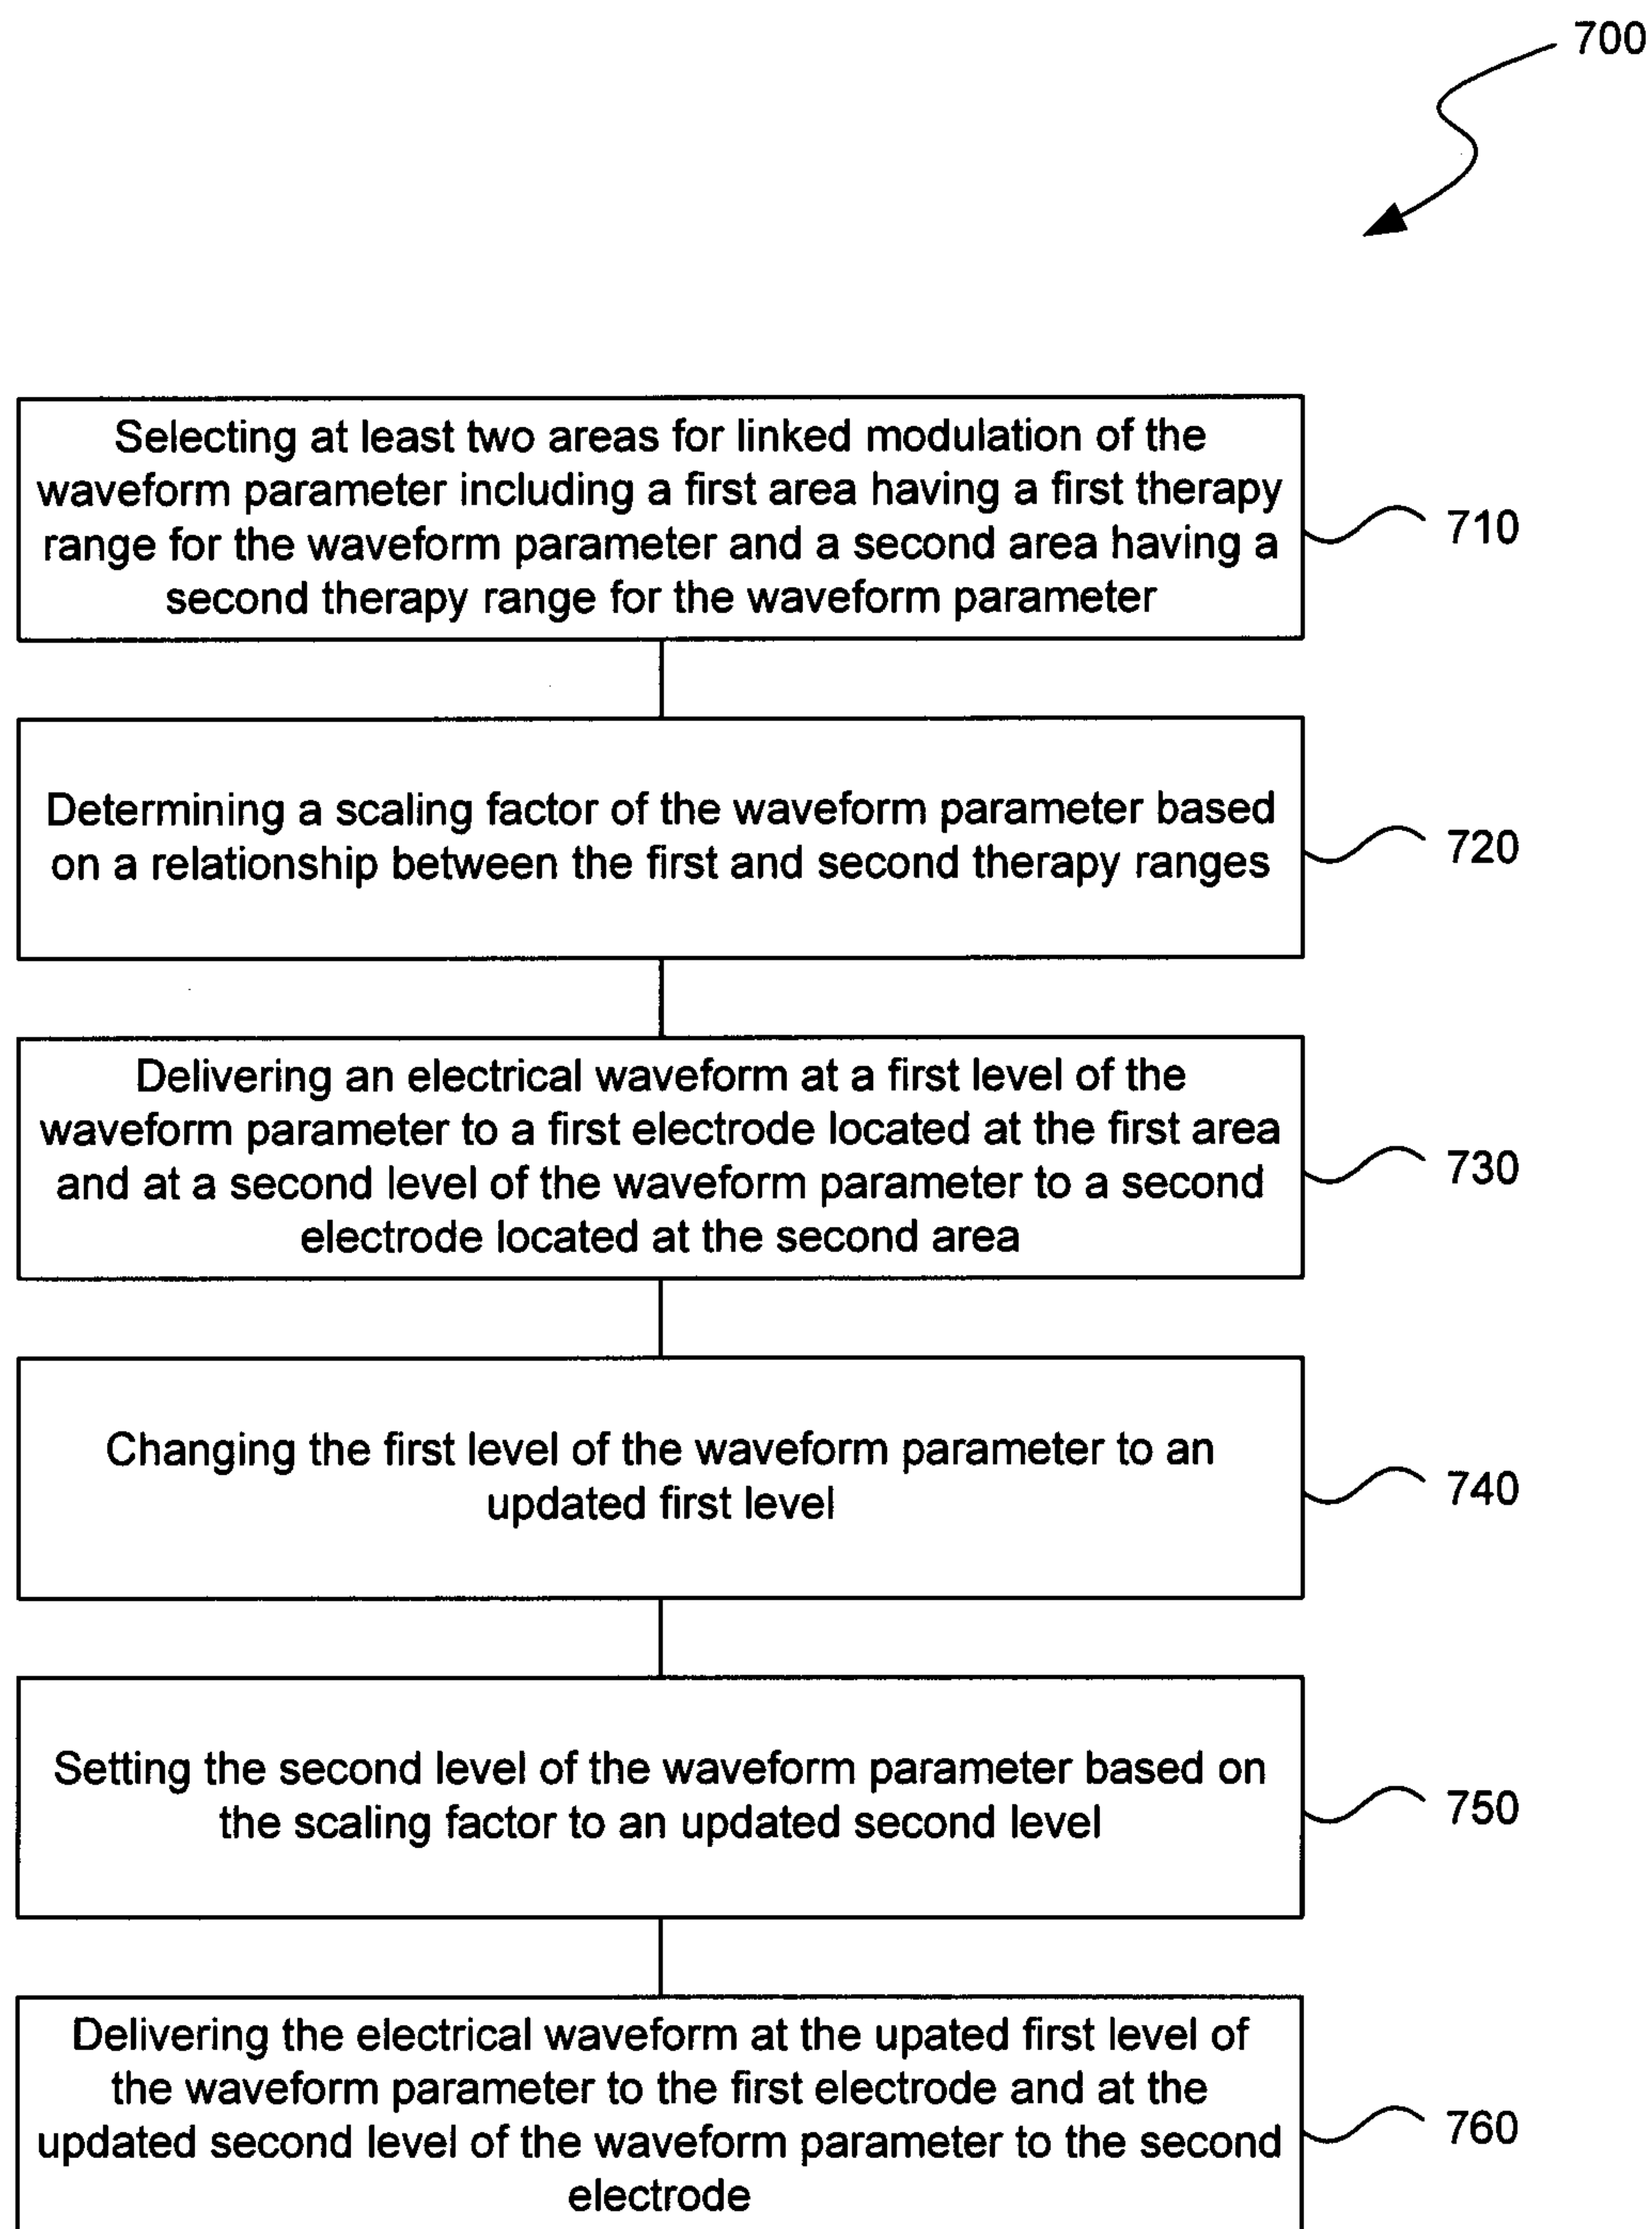 700
Selecting at least two areas for linked modulation of the
waveform parameter including a first area having a first therapy
range for the waveform parameter and a second area having a
second therapy range for the waveform parameter
710
Determining a scaling factor of the waveform parameter based
on a relationship between the first and second therapy ranges
720
Delivering an electrical waveform at a first level of the
waveform parameter to a first electrode located at the first area
and at a second level of the waveform parameter to a second
electrode located at the second area
730
Changing the first level of the waveform parameter to an
updated first level
740
Setting the second level of the waveform parameter based on
the scaling factor to an updated second level
750
Delivering the electrical waveform at the upated first level of
the waveform parameter to the first electrode and at the
updated second level of the waveform parameter to the second
electrode
760